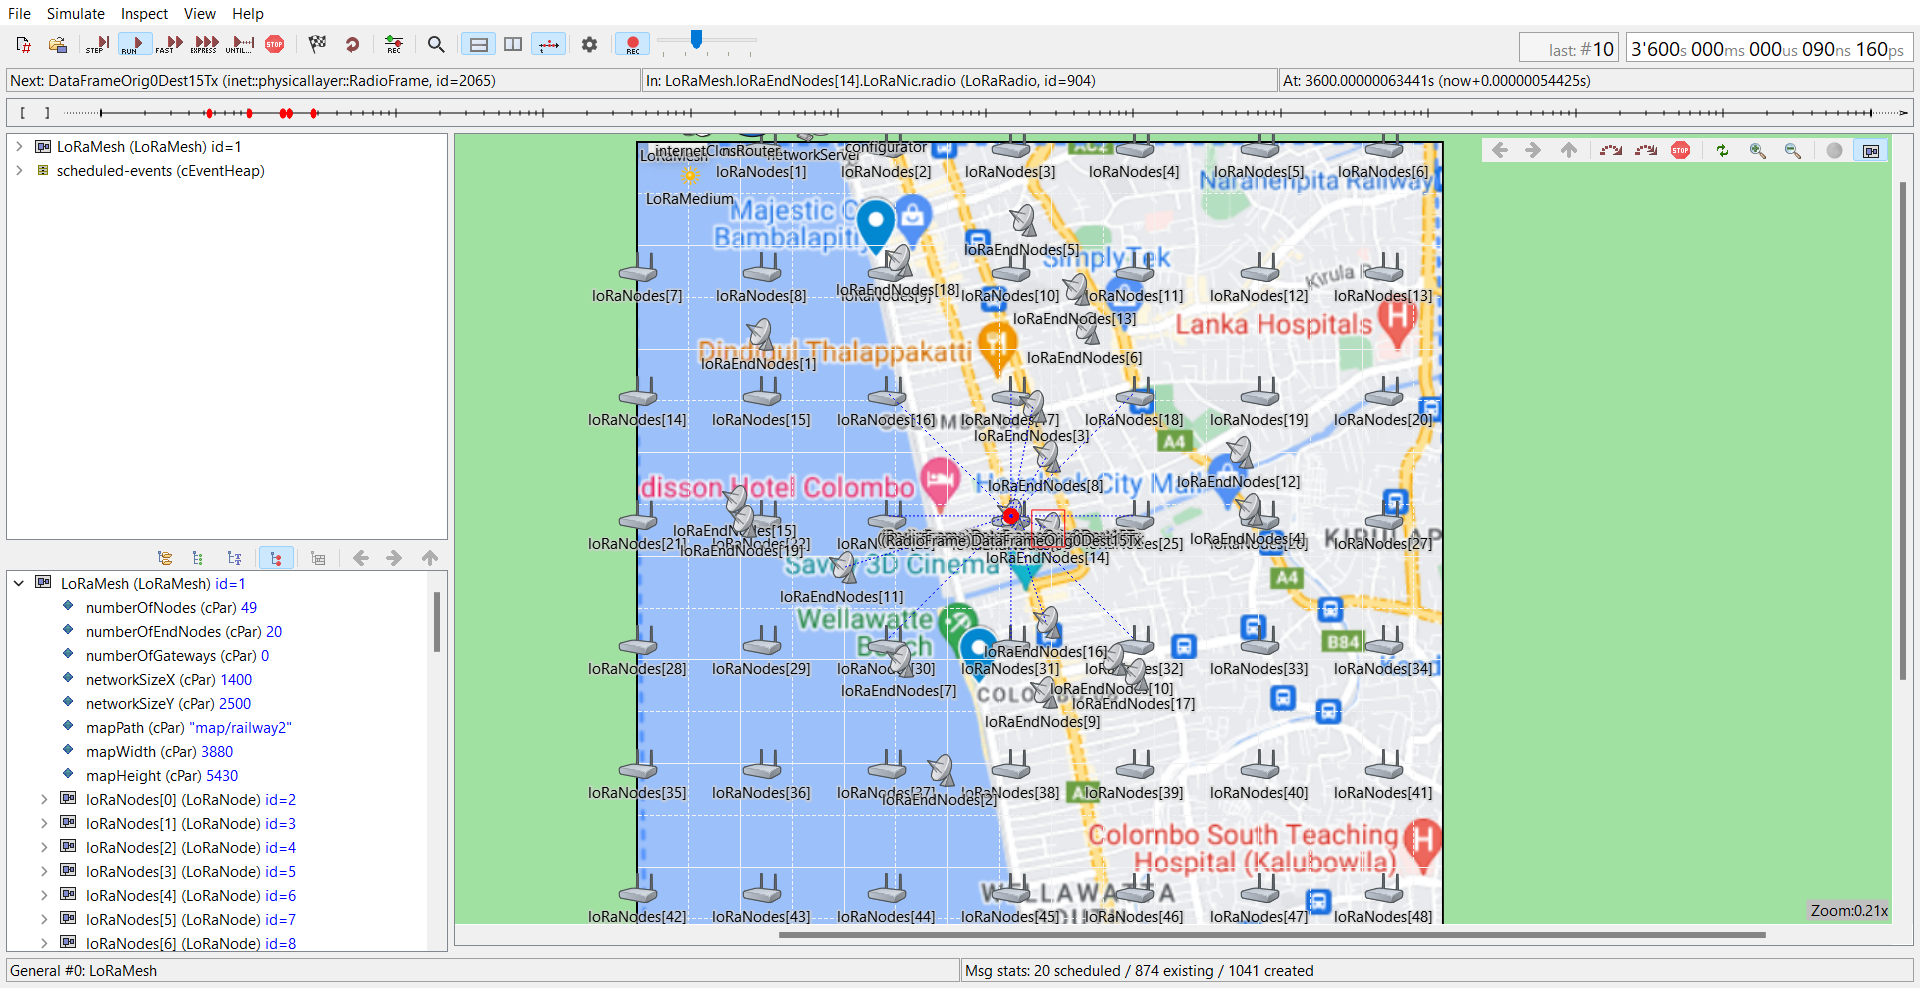 File Simulate Inspect View Help
STEP RUN FAST EXPRESS UNTIL... STOP REC REC
last: #10 3'600s 000ms 000us 090ns 160ps
Next: DataFrameOrig0Dest15Tx (inet::physicallayer::RadioFrame, id=2065) In: LoRaMesh.loRaEndNodes[14].LoRaNic.radio (LoRaRadio, id=904) At: 3600.00000063441s (now+0.00000054425s)
[ ]
LoRaMesh (LoRaMesh) id=1
scheduled-events (cEventHeap)
LoRaMesh (LoRaMesh) id=1
numberOfNodes (cPar) 49
numberOfEndNodes (cPar) 20
numberOfGateways (cPar) 0
networkSizeX (cPar) 1400
networkSizeY (cPar) 2500
mapPath (cPar) "map/railway2"
mapWidth (cPar) 3880
mapHeight (cPar) 5430
loRaNodes[0] (LoRaNode) id=2
loRaNodes[1] (LoRaNode) id=3
loRaNodes[2] (LoRaNode) id=4
loRaNodes[3] (LoRaNode) id=5
loRaNodes[4] (LoRaNode) id=6
loRaNodes[5] (LoRaNode) id=7
loRaNodes[6] (LoRaNode) id=8
configurator
LoRaMesh internetCloudRouter networkServer
loRaNodes[1] loRaNodes[2] loRaNodes[3] loRaNodes[4] loRaNodes[5] loRaNodes[6]
Narahenpita Railway
LoRaMedium
Majestic
Bambalapiti
loRaEndNodes[5]
SimplyTek
Kirula
loRaEndNodes[18]
loRaNodes[7] loRaNodes[8] loRaNodes[9] loRaNodes[10] loRaNodes[11] loRaNodes[12] loRaNodes[13]
loRaEndNodes[13]
Lanka Hospitals
Dindigul Thalappakatti
loRaEndNodes[6]
loRaEndNodes[1]
loRaNodes[14] loRaNodes[15] loRaNodes[16] loRaNodes[17] loRaNodes[18] loRaNodes[19] loRaNodes[20]
loRaEndNodes[3]
A4
disson Hotel Colombo
loRaEndNodes[8]
City Mall
loRaEndNodes[12]
loRaEndNodes[15]
loRaNodes[21] loRaNodes[22] loRaNodes[25] loRaNodes[26] loRaNodes[27]
(RadioFrame)DataFrameOrig0Dest15Tx
loRaEndNodes[4]
KIRULAP
loRaEndNodes[19]
loRaEndNodes[14]
Savoy 3D Cinema
A4
loRaEndNodes[11]
Wellawatte
Beach
B84
loRaEndNodes[16]
loRaNodes[28] loRaNodes[29] loRaNodes[30] loRaNodes[31] loRaNodes[32] loRaNodes[33] loRaNodes[34]
loRaEndNodes[7]
loRaEndNodes[10]
COLOMBO
loRaEndNodes[17]
loRaEndNodes[9]
loRaNodes[35] loRaNodes[36] loRaNodes[37] loRaNodes[38] loRaNodes[39] loRaNodes[40] loRaNodes[41]
loRaEndNodes[2]
Colombo South Teaching
Hospital (Kalubowila)
WELLAWATTA
loRaNodes[42] loRaNodes[43] loRaNodes[44] loRaNodes[45] loRaNodes[46] loRaNodes[47] loRaNodes[48]
Zoom:0.21x
General #0: LoRaMesh Msg stats: 20 scheduled / 874 existing / 1041 created